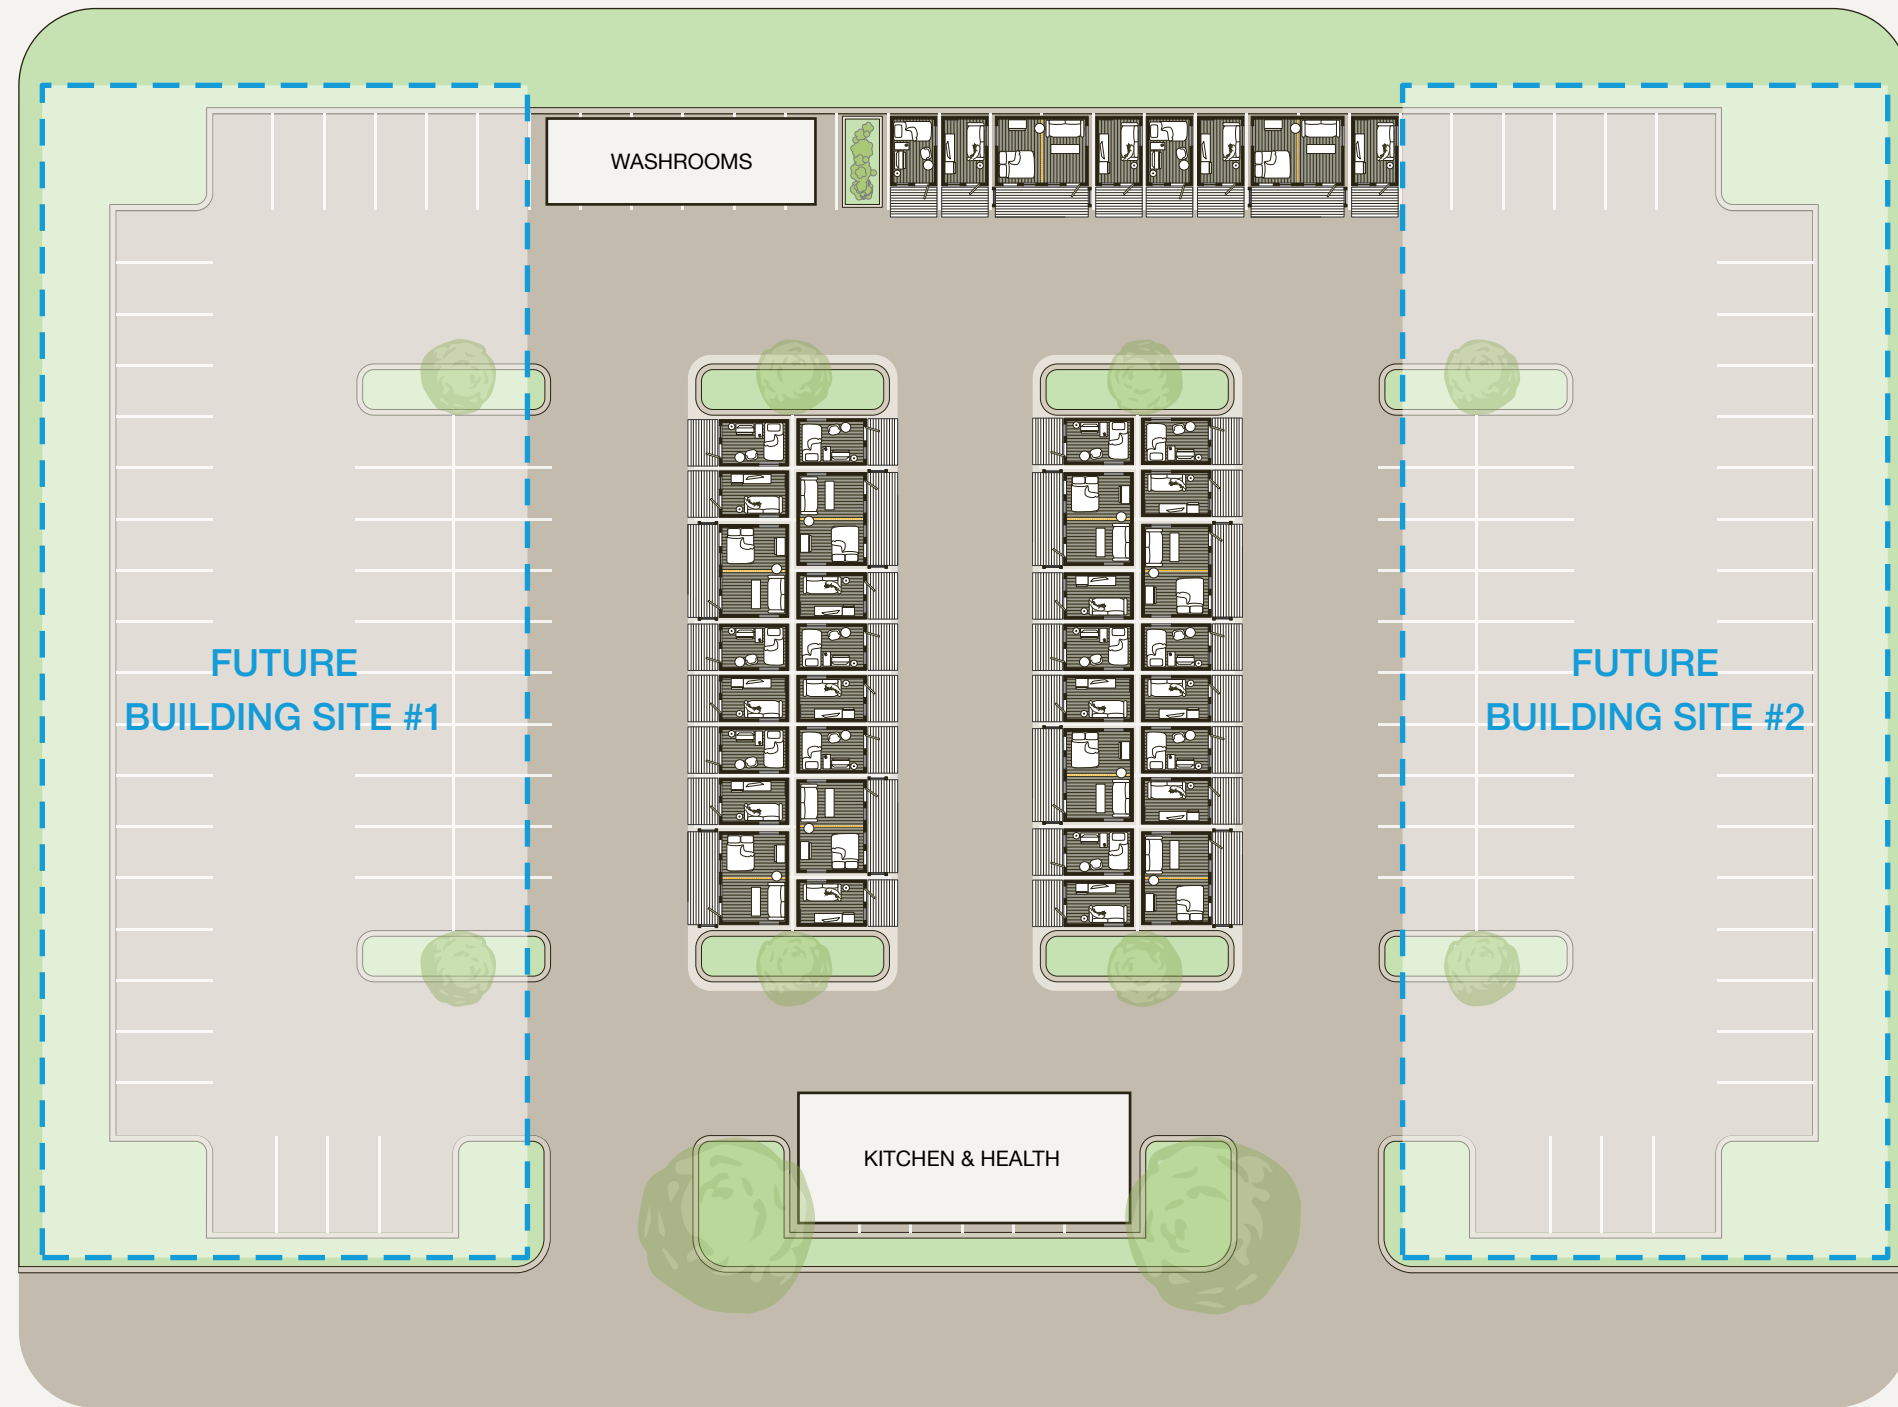 WASHROOMS
FUTURE
BUILDING SITE #1
FUTURE
BUILDING SITE #2
KITCHEN & HEALTH